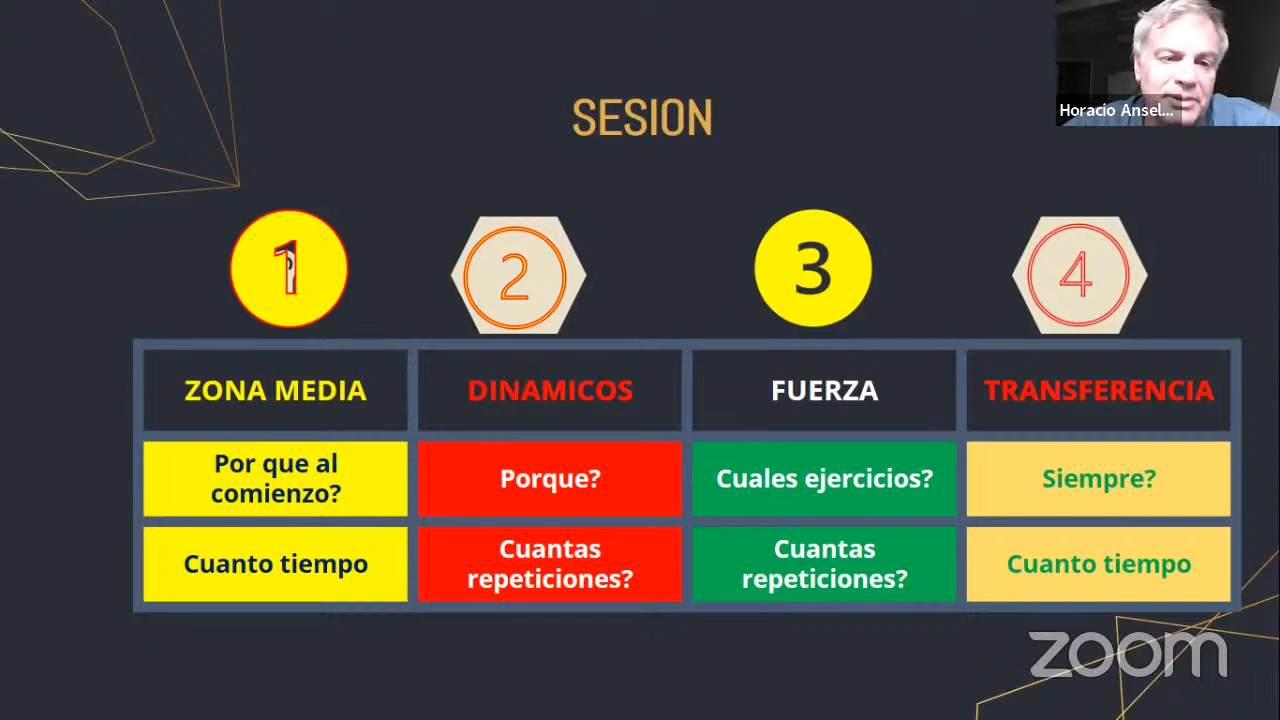 Horacio Ansel...
SESION
1
2
3
4
ZONA MEDIA
DINAMICOS
FUERZA
TRANSFERENCIA
Por que al
comienzo?
Porque?
Cuales ejercicios?
Siempre?
Cuanto tiempo
Cuantas
repeticiones?
Cuantas
repeticiones?
Cuanto tiempo
zoom